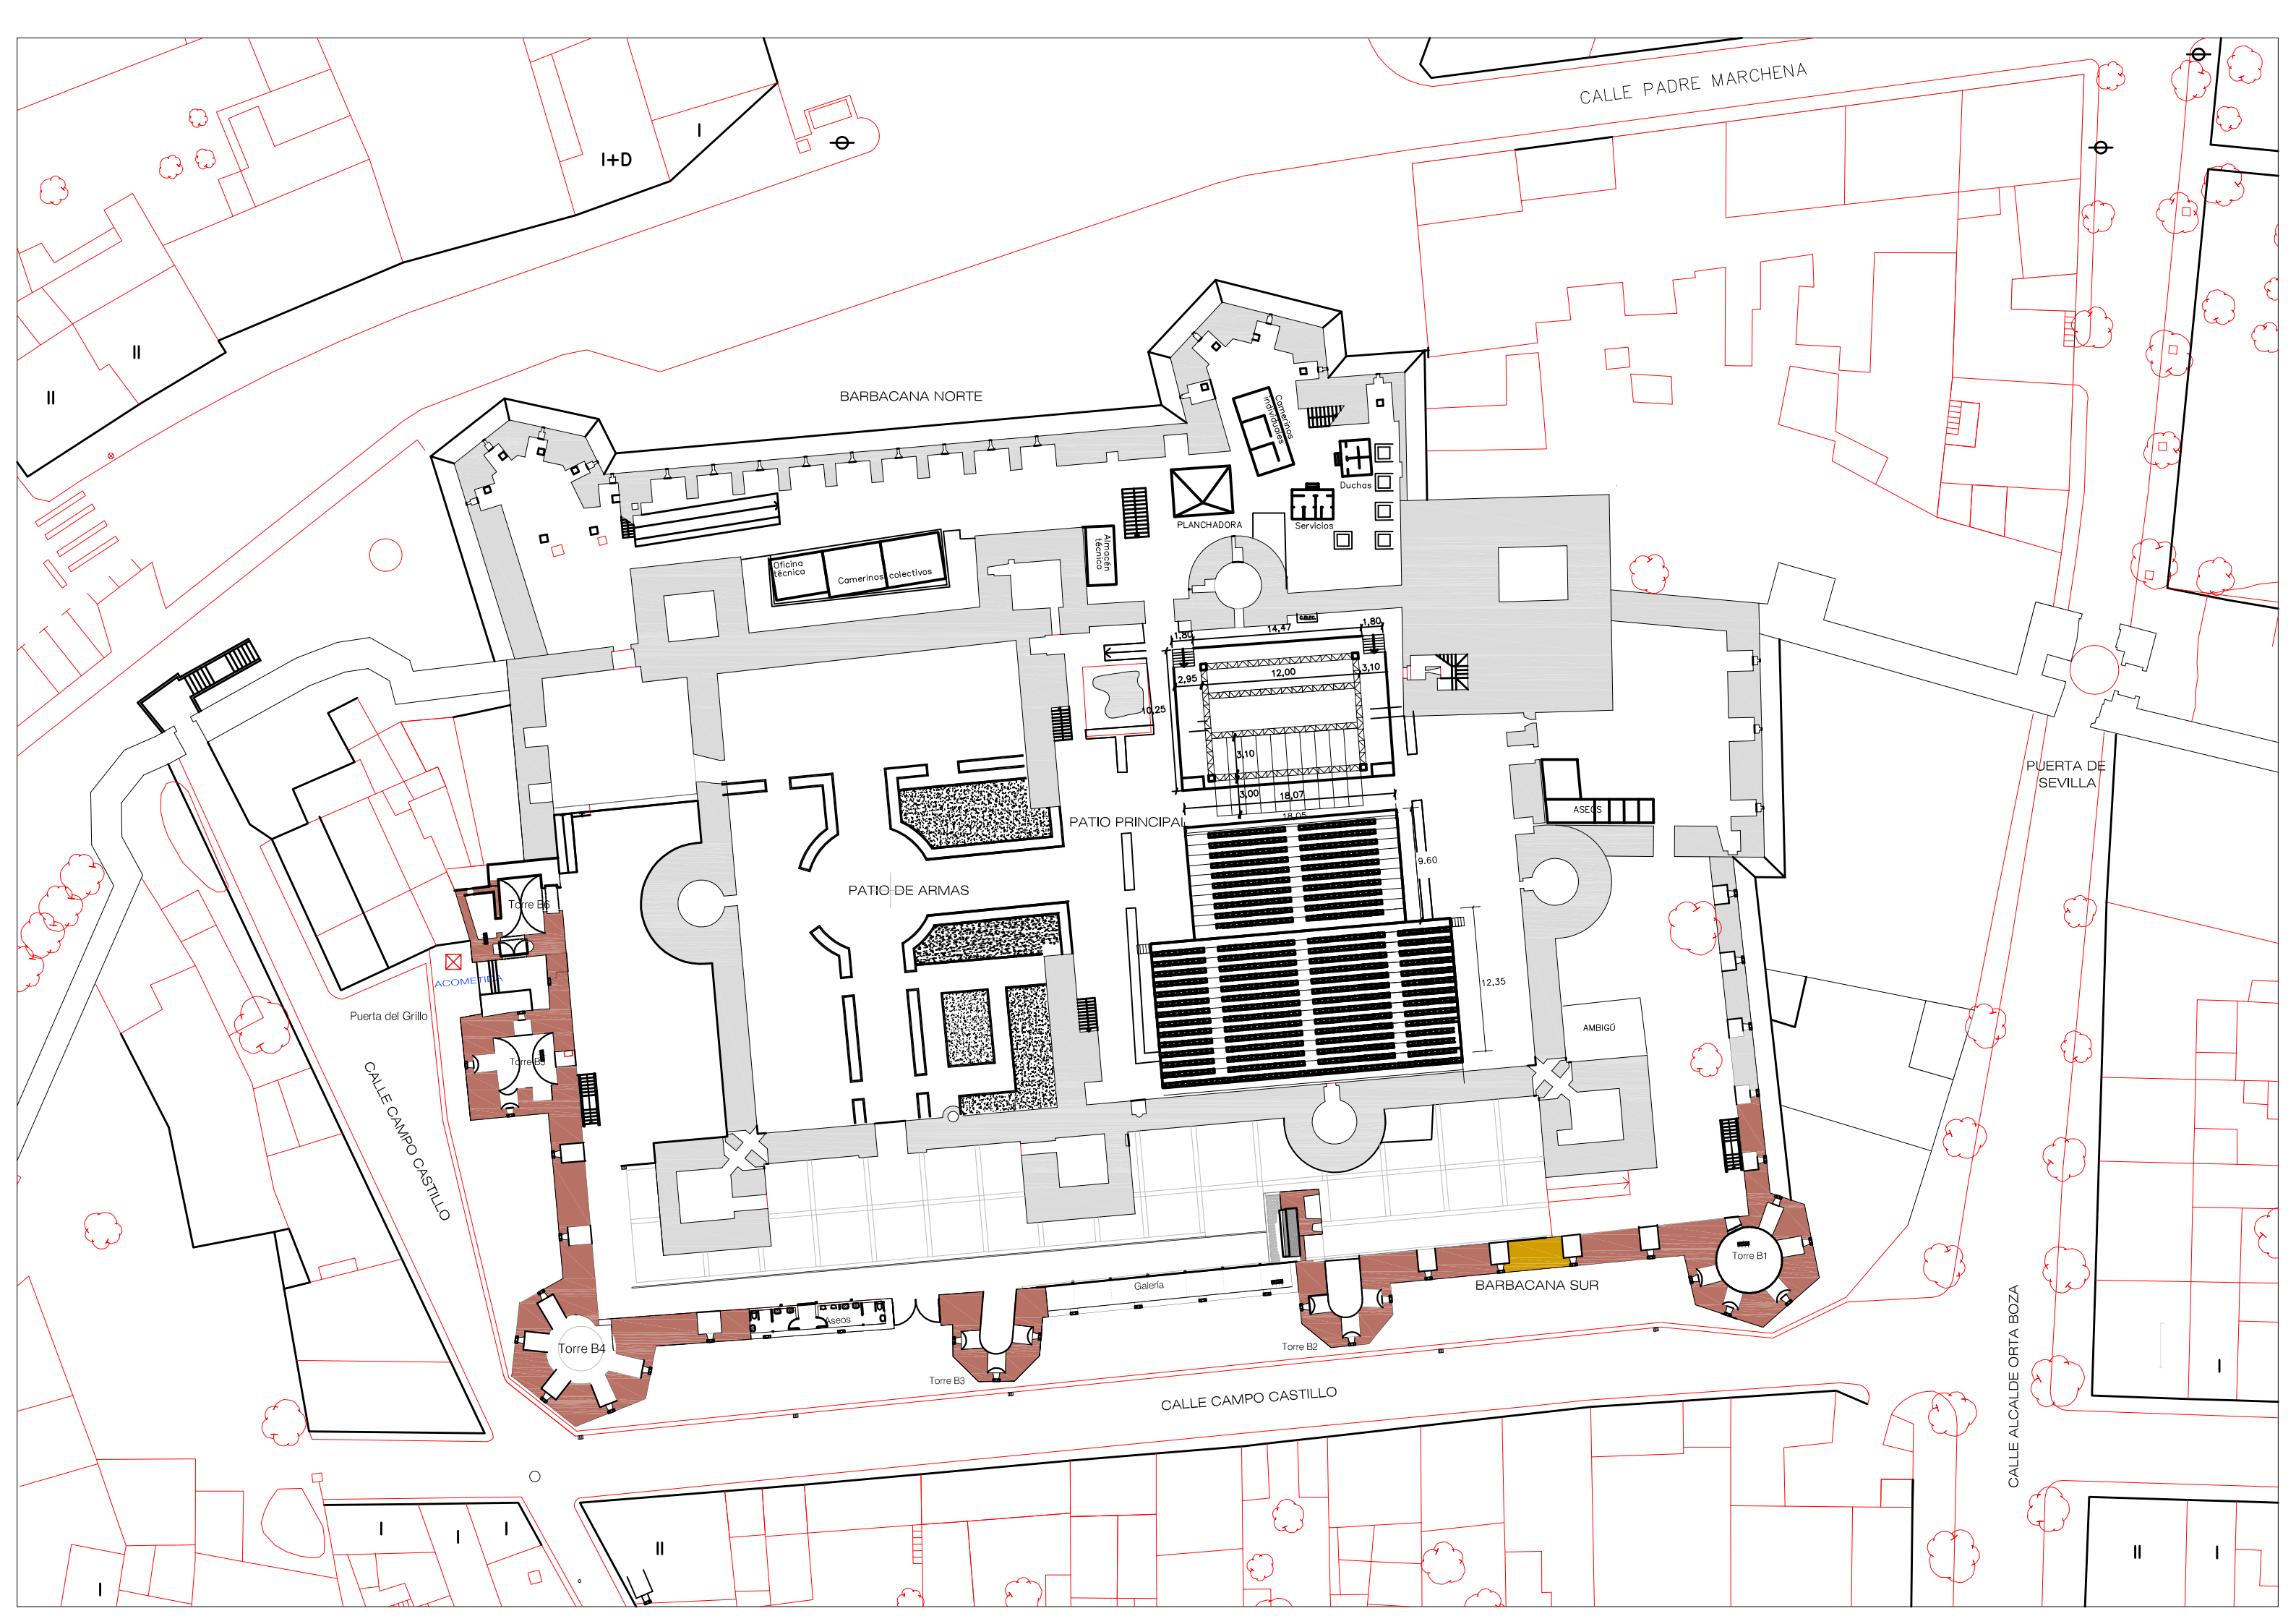 CALLE PADRE MARCHENA
I
I+D
II
II
BARBACANA NORTE
Camerinos
individuales
Duchas
PLANCHADORA
Servicios
Almacén
técnico
Oficina
técnica
Camerinos colectivos
1,80
14,47
1,80
2,95
12,00
3,10
10,25
3,10
3,00
18,07
18,05
PUERTA DE
SEVILLA
ASEOS
PATIO PRINCIPAL
9.60
PATIO DE ARMAS
Torre B6
ACOMETIDA
12,35
Puerta del Grillo
AMBIGÚ
Torre B5
CALLE CAMPO CASTILLO
Torre B1
Galería
BARBACANA SUR
Aseos
Torre B4
Torre B2
Torre B3
CALLE CAMPO CASTILLO
CALLE ALCALDE ORTA BOZA
I
I
I
I
II
II
I
I